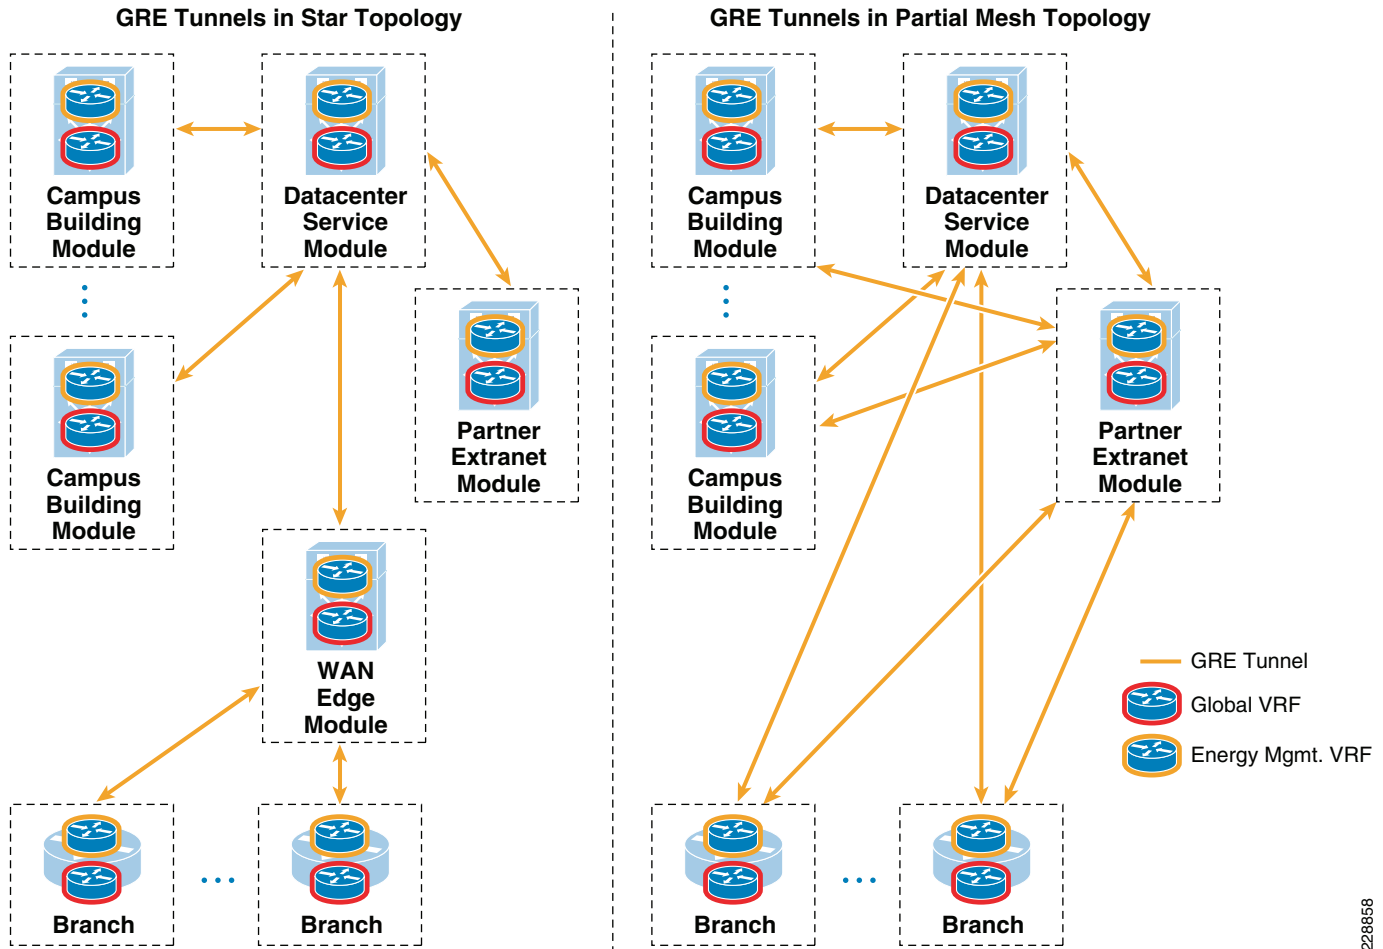 GRE Tunnels in Star Topology
Campus
Building
Module
Datacenter
Service
Module
Campus
Building
Module
Partner
Extranet
Module
WAN
Edge
Module
Branch
Branch
GRE Tunnels in Partial Mesh Topology
Campus
Building
Module
Datacenter
Service
Module
Campus
Building
Module
Partner
Extranet
Module
Branch
Branch
GRE Tunnel
Global VRF
Energy Mgmt. VRF
228858